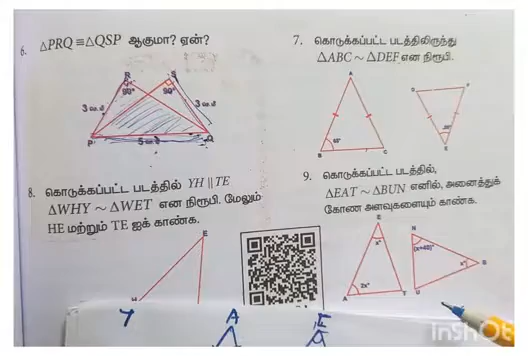 6. ΔPRQ ≡ ΔQSP ஆகுமா? ஏன்?
R
S
90°
90°
3 செ.மீ
3 செ.மீ
P
5 செ.மீ
Q
7. கொடுக்கப்பட்ட படத்திலிருந்து
ΔABC ~ ΔDEF என நிரூபி.
A
B
C
D
F
E
8. கொடுக்கப்பட்ட படத்தில் YH || TE
ΔWHY ~ ΔWET என நிரூபி. மேலும்
HE மற்றும் TE ஐக் காண்க.
E
H
9. கொடுக்கப்பட்ட படத்தில்,
ΔEAT ~ ΔBUN எனில், அனைத்துக்
கோண அளவுகளையும் காண்க.
E
x°
2x°
A
T
N
(x+40)°
x°
B
U
Y
A
E
InShOt